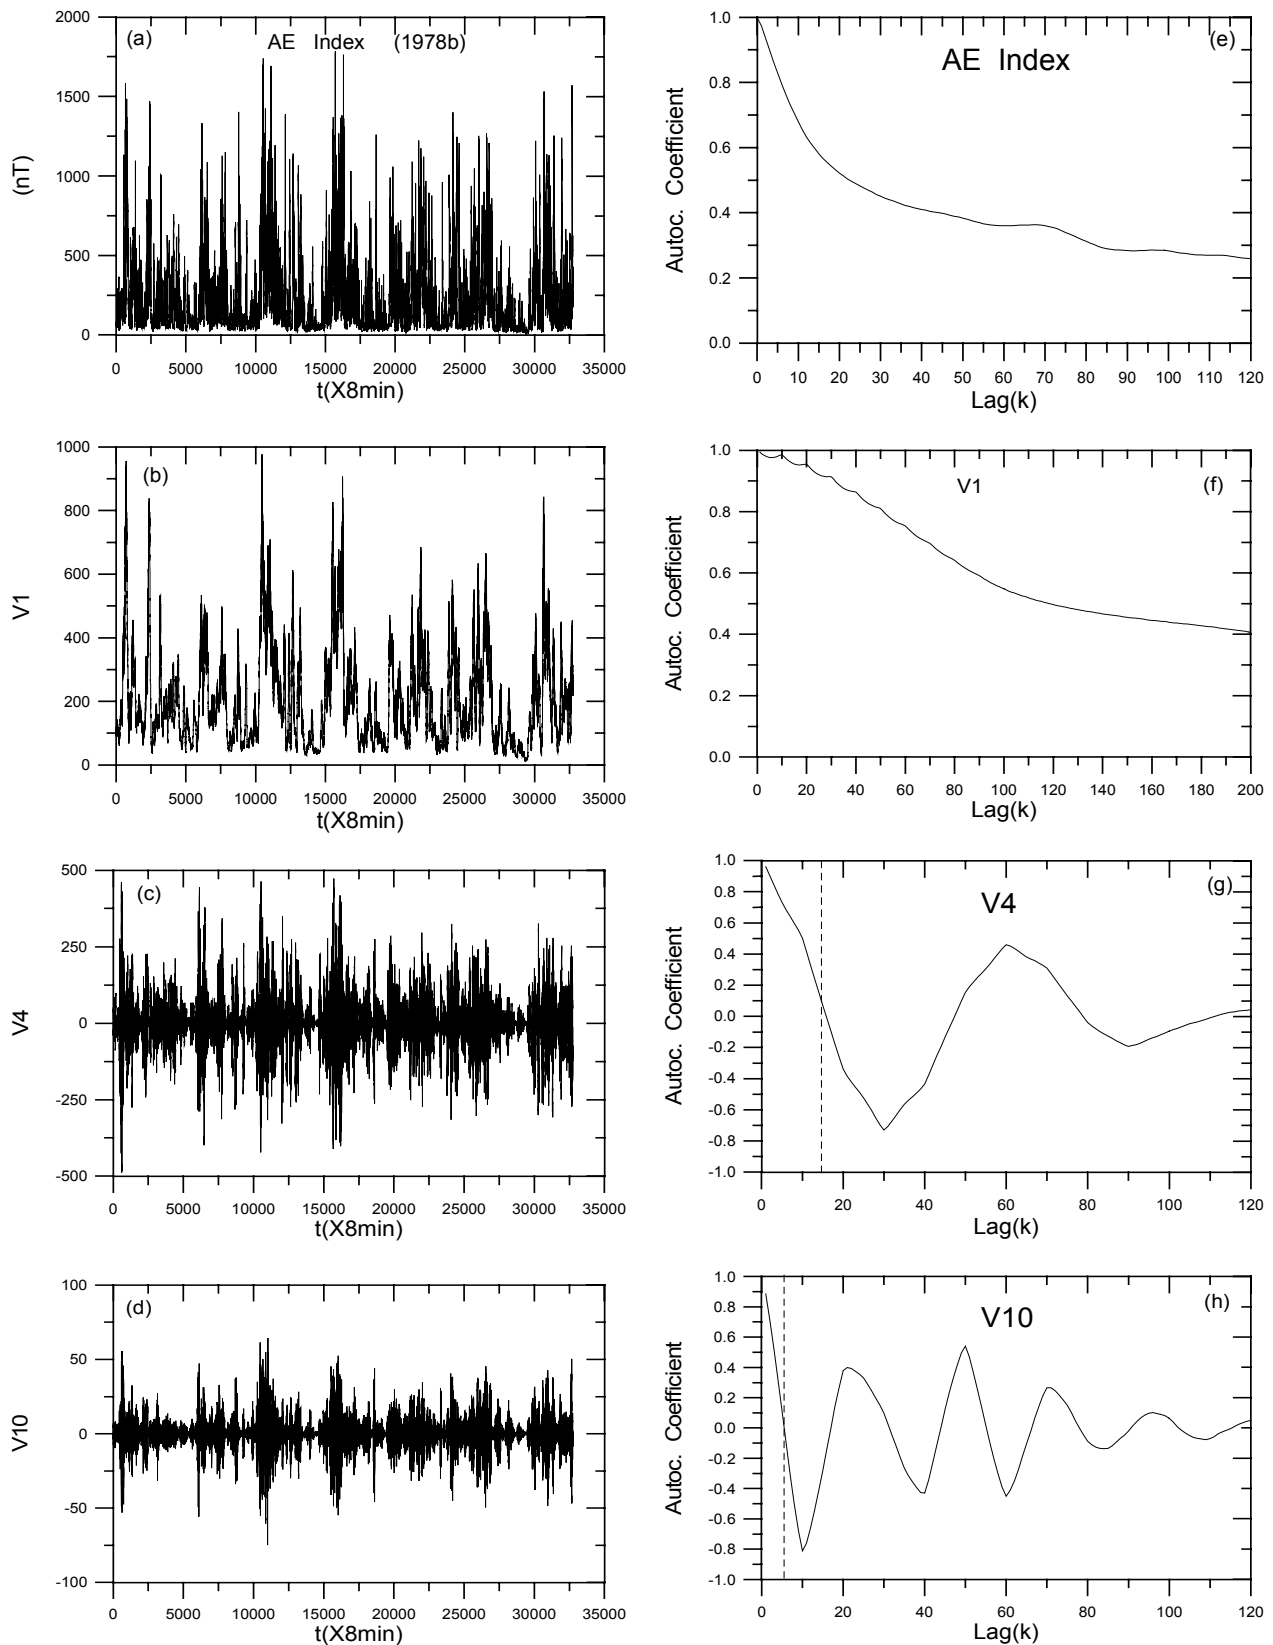 (a)
AE Index (1978b)
2000
1500
1000
500
0
(nT)
0 5000 10000 15000 20000 25000 30000 35000
t(X8min)
(e)
AE Index
1.0
0.8
0.6
0.4
0.2
0.0
Autoc. Coefficient
0 10 20 30 40 50 60 70 80 90 100 110 120
Lag(k)
(b)
1000
800
600
400
200
0
V1
0 5000 10000 15000 20000 25000 30000 35000
t(X8min)
V1
(f)
1.0
0.8
0.6
0.4
0.2
0.0
Autoc. Coefficient
0 20 40 60 80 100 120 140 160 180 200
Lag(k)
(c)
500
250
0
-250
-500
V4
0 5000 10000 15000 20000 25000 30000 35000
t(X8min)
(g)
V4
1.0
0.8
0.6
0.4
0.2
0.0
-0.2
-0.4
-0.6
-0.8
-1.0
Autoc. Coefficient
0 20 40 60 80 100 120
Lag(k)
(d)
100
50
0
-50
-100
V10
0 5000 10000 15000 20000 25000 30000 35000
t(X8min)
(h)
V10
1.0
0.8
0.6
0.4
0.2
0.0
-0.2
-0.4
-0.6
-0.8
-1.0
Autoc. Coefficient
0 20 40 60 80 100 120
Lag(k)